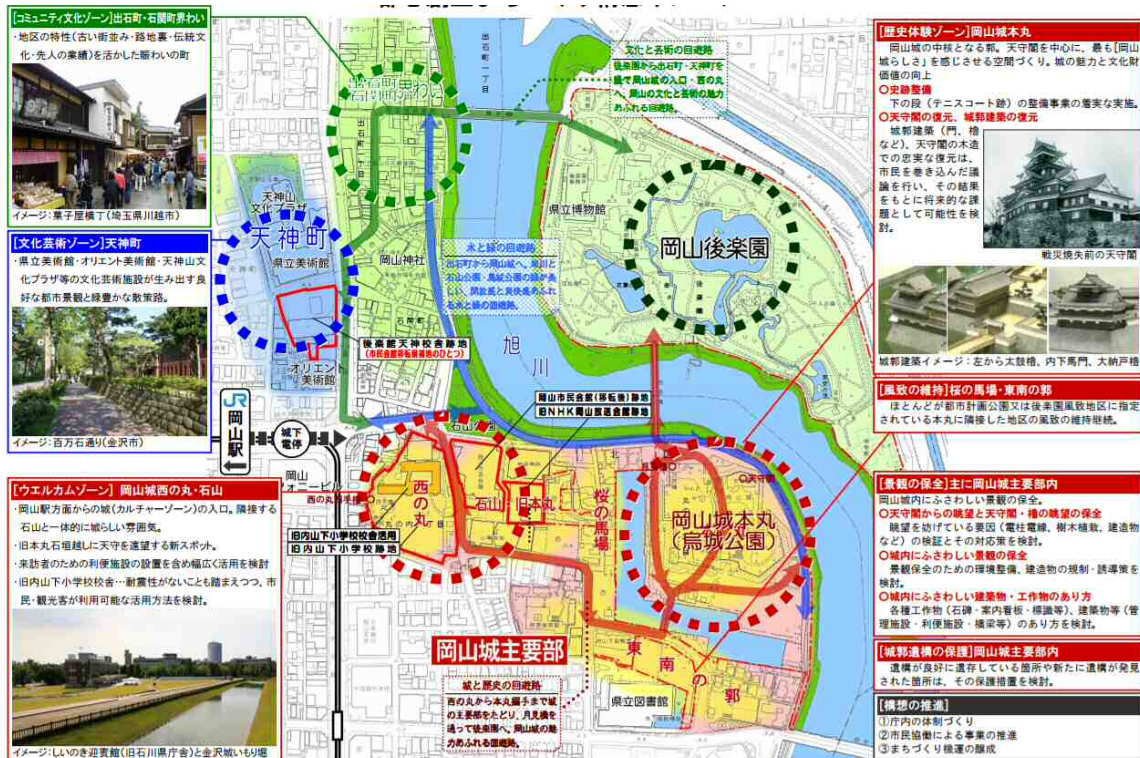 [コミュニティ文化ゾーン]出石町・石関町界わい
・地区の特性(古い街並み・路地裏・伝統文
化・先人の業績)を活かした賑わいの町
イメージ:菓子屋横丁(埼玉県川越市)
[文化芸術ゾーン]天神町
・県立美術館・オリエント美術館・天神山文
化プラザ等の文化芸術施設が生み出す良
好な都市景観と緑豊かな散策路。
イメージ:百万石通り(金沢市)
JR
岡山駅
城下
電停
[ウエルカムゾーン] 岡山城西の丸・石山
・岡山駅方面からの城(カルチャーゾーン)の入口。隣接する
石山と一体的に城らしい雰囲気。
・旧本丸石垣越しに天守を遠望する新スポット。
・来訪者のための利便施設の設置を含め幅広く活用を検討
・旧内山下小学校校舎…耐震性がないことも踏まえつつ、市
民・観光客が利用可能な活用方法を検討。
イメージ:しいのき迎賓館(旧石川県庁舎)と金沢城いもり堀
出石町一丁目
文化と芸術の回遊路
後楽園から出石町・天神町を
へ、岡山の文化と芸術の魅力
あふれる回遊路。
出石町
石関町界わい
天神山
文化プラザ
天神町
県立美術館
岡山神社
石関町
水と緑の回遊路
後楽館天神校舎跡地
(市民会館移転候補地のひとつ)
オリエント
美術館
旭川
県立博物館
岡山後楽園
岡山市民会館(移転後)跡地
旧NHK岡山放送会館跡地
石山公園
西の丸
石山
旧本丸
桜の馬場
岡山城本丸
(烏城公園)
旧内山下小学校校舎活用
旧内山下小学校跡地
岡山城主要部
東南の郭
県立図書館
城と歴史の回遊路
西の丸から本丸搦手まで城
の主要部をたどり、月見橋を
通って後楽園へ。岡山城の魅
力あふれる回遊路。
[歴史体験ゾーン]岡山城本丸
岡山城の中核となる郭。天守閣を中心に、最も「岡山
城らしさ」を感じさせる空間づくり。城の魅力と文化財
価値の向上
○史跡整備
下の段(テニスコート跡)の整備事業の着実な実施。
○天守閣の復元、城郭建築の復元
城郭建築(門、櫓
など)、天守閣の木造
での忠実な復元は、
市民を巻き込んだ議
論を行い、その結果
をもとに将来的な課
題として可能性を検
討。
戦災焼失前の天守閣
城郭建築イメージ:左から太鼓櫓、内下馬門、大納戸櫓
[風致の維持]桜の馬場・東南の郭
ほとんどが都市計画公園又は後楽園風致地区に指定
されている本丸に隣接した地区の風致の維持継続。
[景観の保全]主に岡山城主要部内
岡山城内にふさわしい景観の保全。
○天守閣からの眺望と天守閣・櫓の眺望の保全
眺望を妨げている要因(電柱電線、樹木植栽、建造物
など)の検証とその対応策を検討。
○城内にふさわしい景観の保全
景観保全のための環境整備、建造物の規制・誘導策を
検討。
○城内にふさわしい建築物・工作物のあり方
各種工作物(石碑・案内看板・標識等)、建築物等(管
理施設・利便施設・橋梁等)のあり方を検討。
[城郭遺構の保護]岡山城主要部内
遺構が良好に遺存している箇所や新たに遺構が発見
された箇所は、その保護措置を検討。
[構想の推進]
①庁内の体制づくり
②市民協働による事業の推進
③まちづくり機運の醸成